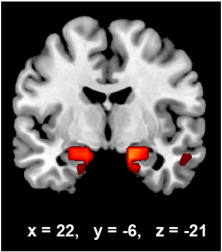 x = 22, y = -6, z = -21